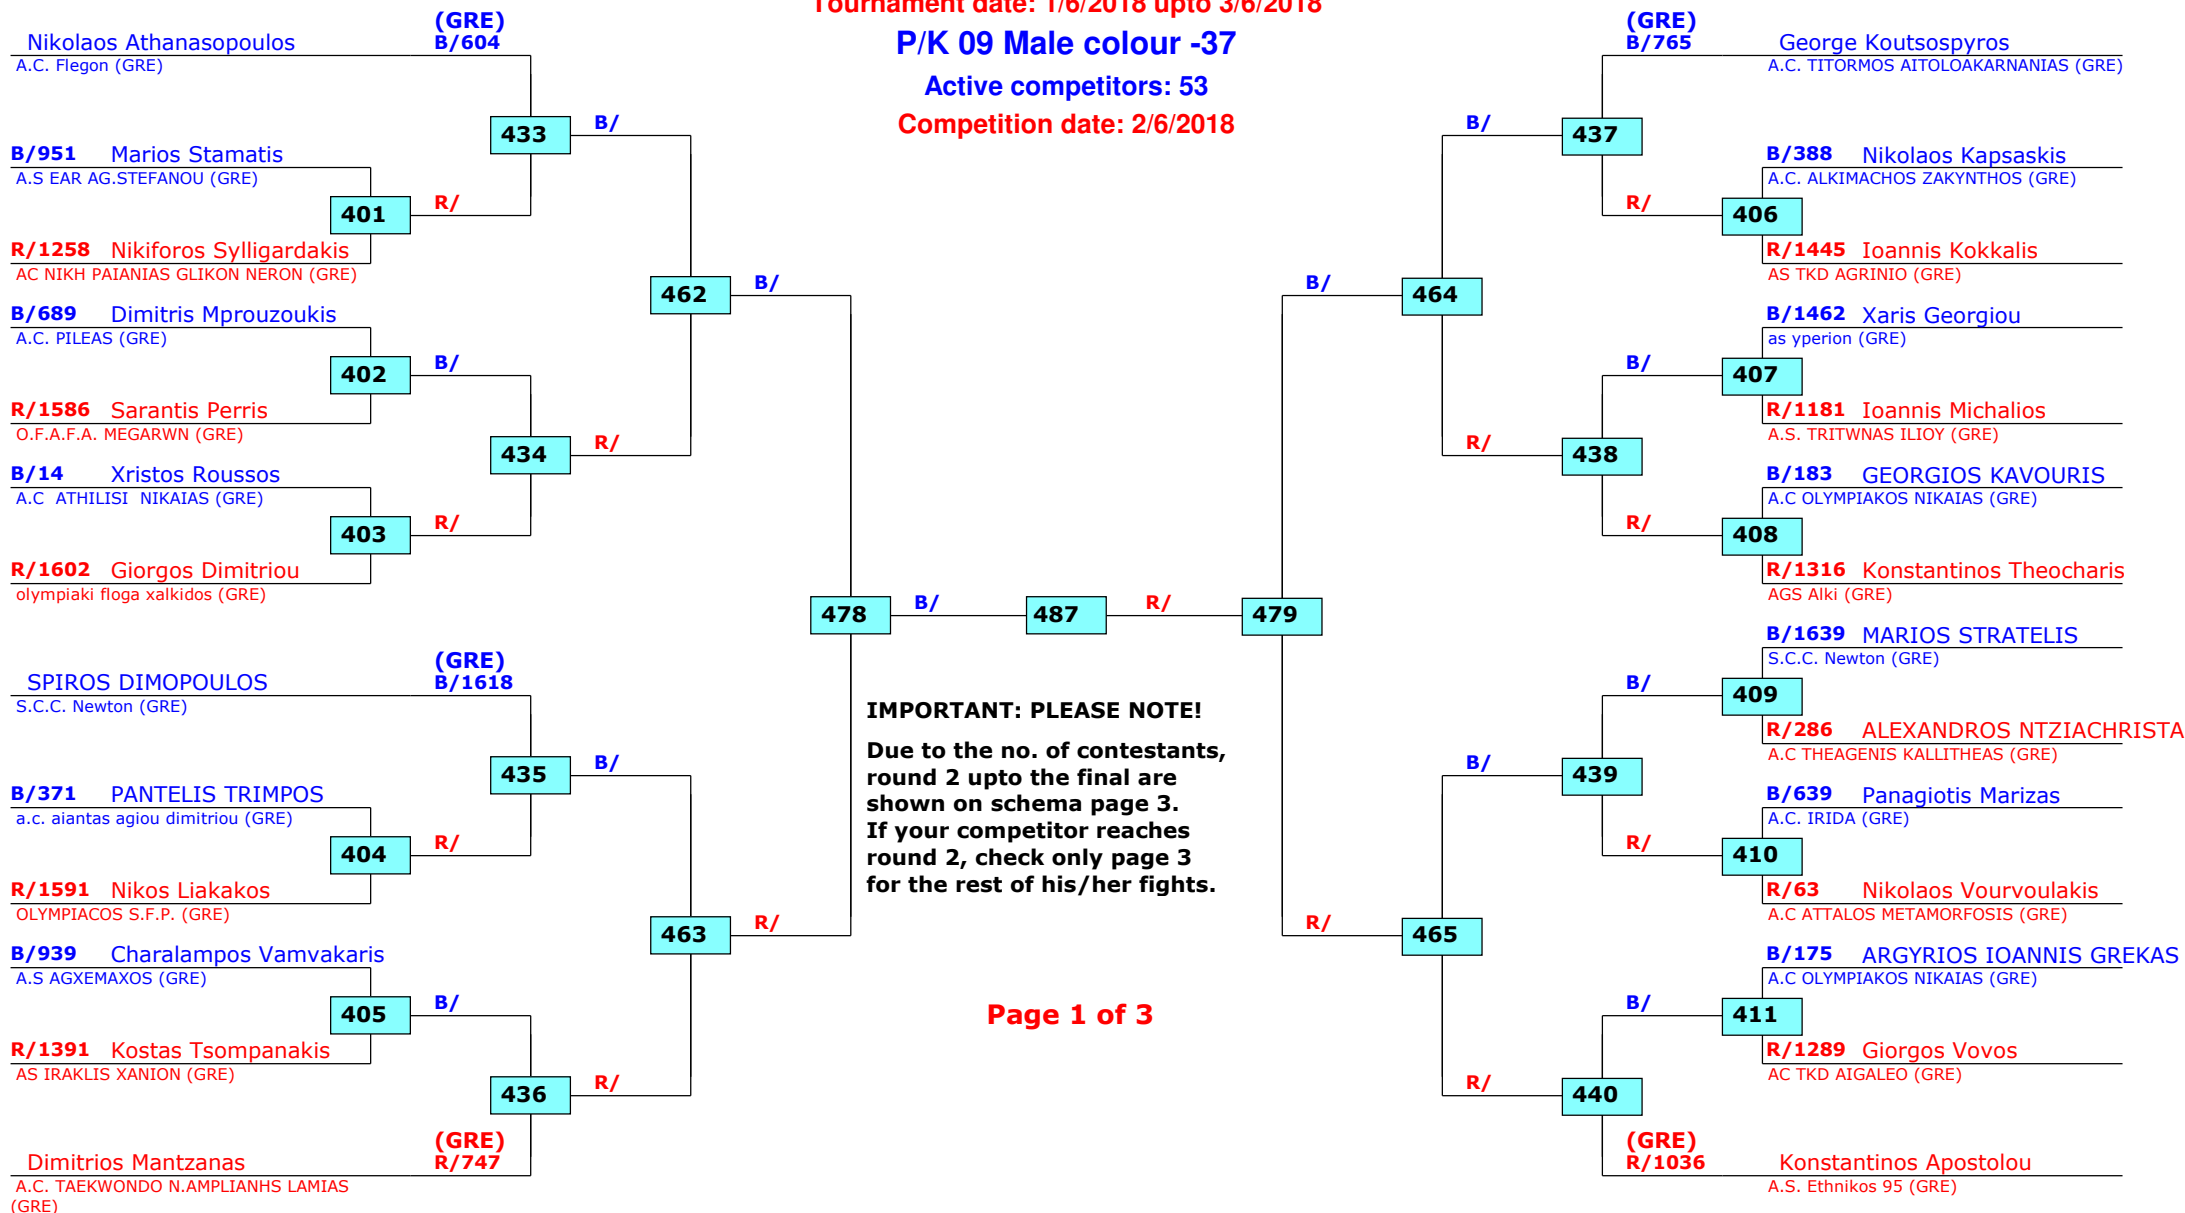 Tournament date: 1/6/2018 upto 3/6/2018
P/K 09 Male colour -37
Active competitors: 53
Competition date: 2/6/2018
(GRE)
Nikolaos Athanasopoulos B/604
A.C. Flegon (GRE)
433 B/
B/951 Marios Stamatis
A.S EAR AG.STEFANOU (GRE)
401 R/
R/1258 Nikiforos Sylligardakis
AC NIKH PAIANIAS GLIKON NERON (GRE)
462 B/
B/689 Dimitris Mprouzoukis
A.C. PILEAS (GRE)
402 B/
R/1586 Sarantis Perris
O.F.A.F.A. MEGARWN (GRE)
434 R/
B/14 Xristos Roussos
A.C ATHILISI NIKAIAS (GRE)
403 R/
R/1602 Giorgos Dimitriou
olympiaki floga xalkidos (GRE)
478 B/ 487 R/ 479
(GRE)
SPIROS DIMOPOULOS B/1618
S.C.C. Newton (GRE)
435 B/
B/371 PANTELIS TRIMPOS
a.c. aiantas agiou dimitriou (GRE)
404 R/
R/1591 Nikos Liakakos
OLYMPIACOS S.F.P. (GRE)
463 R/
B/939 Charalampos Vamvakaris
A.S AGXEMAXOS (GRE)
405 B/
R/1391 Kostas Tsompanakis
AS IRAKLIS XANION (GRE)
436 R/
(GRE)
Dimitrios Mantzanas R/747
A.C. TAEKWONDO N.AMPLIANHS LAMIAS
(GRE)
IMPORTANT: PLEASE NOTE!
Due to the no. of contestants,
round 2 upto the final are
shown on schema page 3.
If your competitor reaches
round 2, check only page 3
for the rest of his/her fights.
Page 1 of 3
(GRE)
B/765 George Koutsospyros
A.C. TITORMOS AITOLOAKARNANIAS (GRE)
B/ 437
B/388 Nikolaos Kapsaskis
A.C. ALKIMACHOS ZAKYNTHOS (GRE)
R/ 406
R/1445 Ioannis Kokkalis
AS TKD AGRINIO (GRE)
B/ 464
B/1462 Xaris Georgiou
as yperion (GRE)
B/ 407
R/1181 Ioannis Michalios
A.S. TRITWNAS ILIOY (GRE)
R/ 438
B/183 GEORGIOS KAVOURIS
A.C OLYMPIAKOS NIKAIAS (GRE)
R/ 408
R/1316 Konstantinos Theocharis
AGS Alki (GRE)
B/1639 MARIOS STRATELIS
S.C.C. Newton (GRE)
B/ 409
R/286 ALEXANDROS NTZIACHRISTA
A.C THEAGENIS KALLITHEAS (GRE)
B/ 439
B/639 Panagiotis Marizas
A.C. IRIDA (GRE)
R/ 410
R/63 Nikolaos Vourvoulakis
A.C ATTALOS METAMORFOSIS (GRE)
R/ 465
B/175 ARGYRIOS IOANNIS GREKAS
A.C OLYMPIAKOS NIKAIAS (GRE)
B/ 411
R/1289 Giorgos Vovos
AC TKD AIGALEO (GRE)
R/ 440
(GRE)
R/1036 Konstantinos Apostolou
A.S. Ethnikos 95 (GRE)